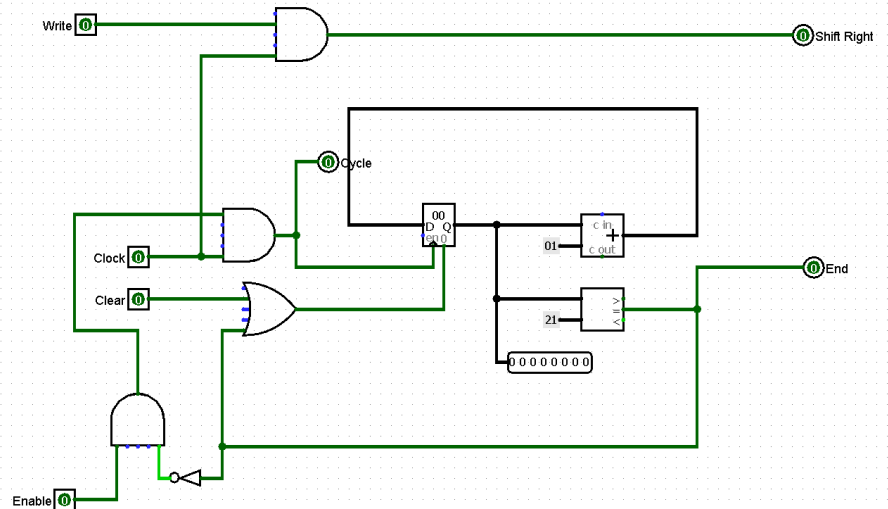 Write 0
0 Shift Right
0 Cycle
00
D Q
en 0
c in
+
01
c out
Clock 0
0 End
Clear 0
>
=
<
21
0 0 0 0 0 0 0 0
Enable 0